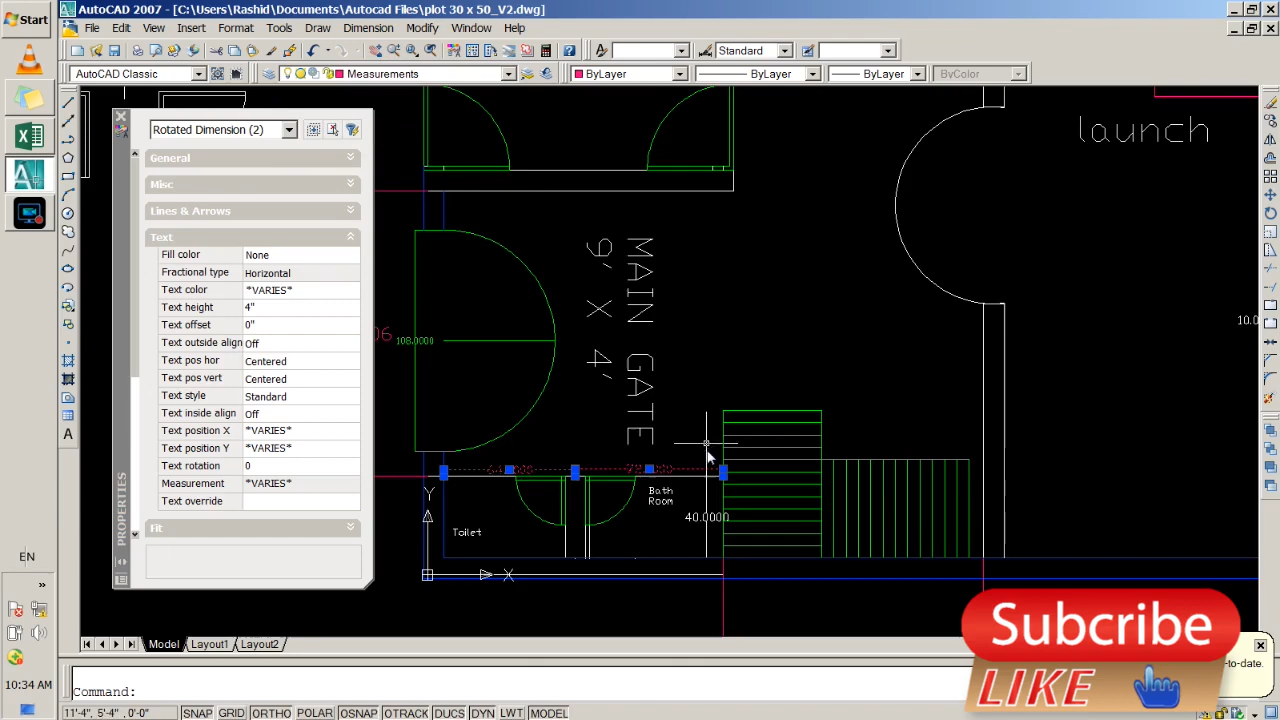 Start
AutoCAD 2007 - [C:\Users\Rashid\Documents\Autocad Files\plot 30 x 50_V2.dwg]
File Edit View Insert Format Tools Draw Dimension Modify Window Help
Standard
AutoCAD Classic
Measurements
ByLayer
ByLayer
ByLayer
ByColor
Rotated Dimension (2)
General
Misc
Lines & Arrows
Text
Fill color None
Fractional type Horizontal
Text color *VARIES*
Text height 4"
Text offset 0"
Text outside align Off
Text pos hor Centered
Text pos vert Centered
Text style Standard
Text inside align Off
Text position X *VARIES*
Text position Y *VARIES*
Text rotation 0
Measurement *VARIES*
Text override
Fit
PROPERTIES
launch
MAIN GATE
9' X 4'
108.0000
10.0
Bath
Room
40.0000
Toilet
Y
X
EN
10:34 AM
Model Layout1 Layout2
Subcribe
LIKE
-to-date.
Command:
11'-4", 5'-4" , 0'-0" SNAP GRID ORTHO POLAR OSNAP OTRACK DUCS DYN LWT MODEL